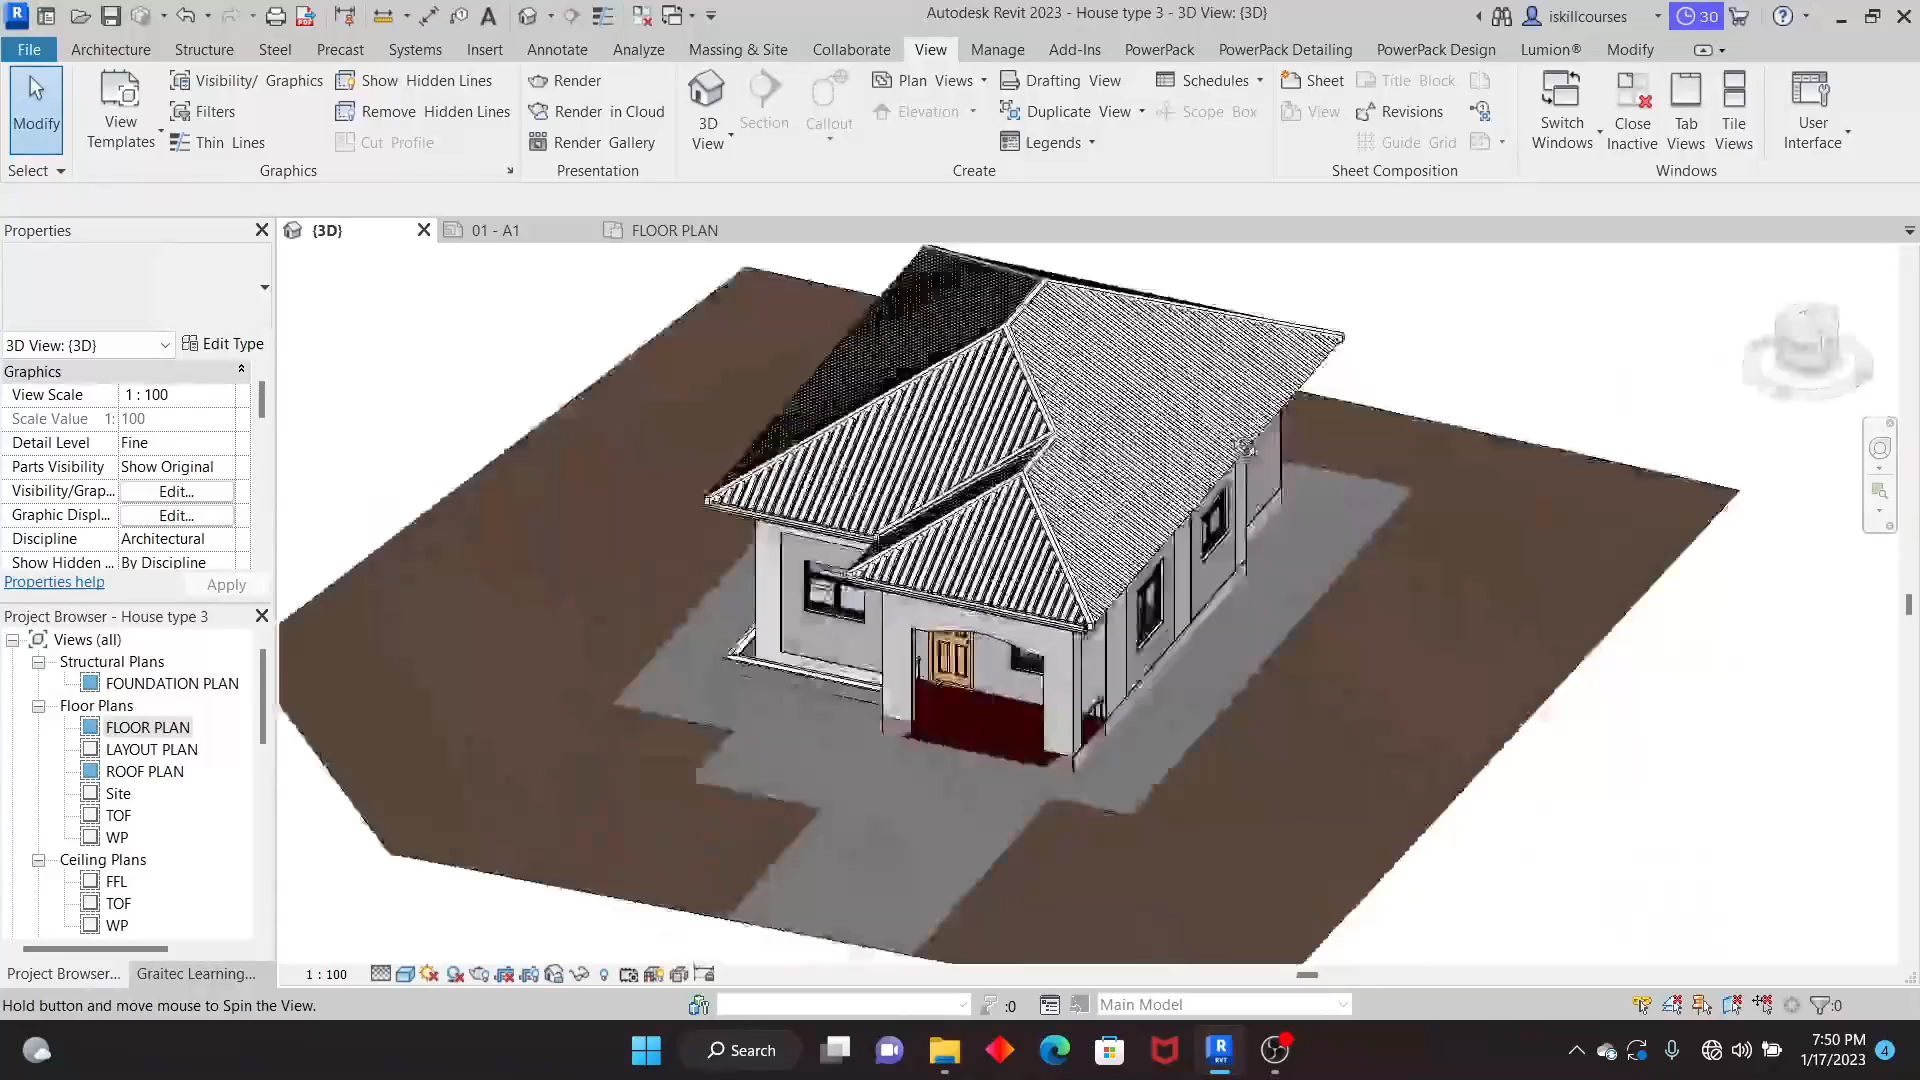 Autodesk Revit 2023 - House type 3 - 3D View: {3D}
iskillcourses
30
File Architecture Structure Steel Precast Systems Insert Annotate Analyze Massing & Site Collaborate View Manage Add-Ins PowerPack PowerPack Detailing PowerPack Design Lumion® Modify
Modify
View Templates
Visibility/ Graphics
Filters
Thin Lines
Show Hidden Lines
Remove Hidden Lines
Cut Profile
Render
Render in Cloud
Render Gallery
3D View
Section
Callout
Plan Views
Elevation
Drafting View
Duplicate View
Legends
Schedules
Scope Box
Sheet
View
Title Block
Revisions
Guide Grid
Switch Windows
Close Inactive
Tab Views
Tile Views
User Interface
Select Graphics Presentation Create Sheet Composition Windows
Properties
{3D}
01 - A1
FLOOR PLAN
3D View: {3D}
Edit Type
Graphics
View Scale 1 : 100
Scale Value 1: 100
Detail Level Fine
Parts Visibility Show Original
Visibility/Grap... Edit...
Graphic Displ... Edit...
Discipline Architectural
Show Hidden ... By Discipline
Properties help Apply
Project Browser - House type 3
Views (all)
Structural Plans
FOUNDATION PLAN
Floor Plans
FLOOR PLAN
LAYOUT PLAN
ROOF PLAN
Site
TOF
WP
Ceiling Plans
FFL
TOF
WP
Project Browser... Graitec Learning...
1 : 100
Hold button and move mouse to Spin the View.
:0
Main Model
:0
Search
7:50 PM
1/17/2023
4